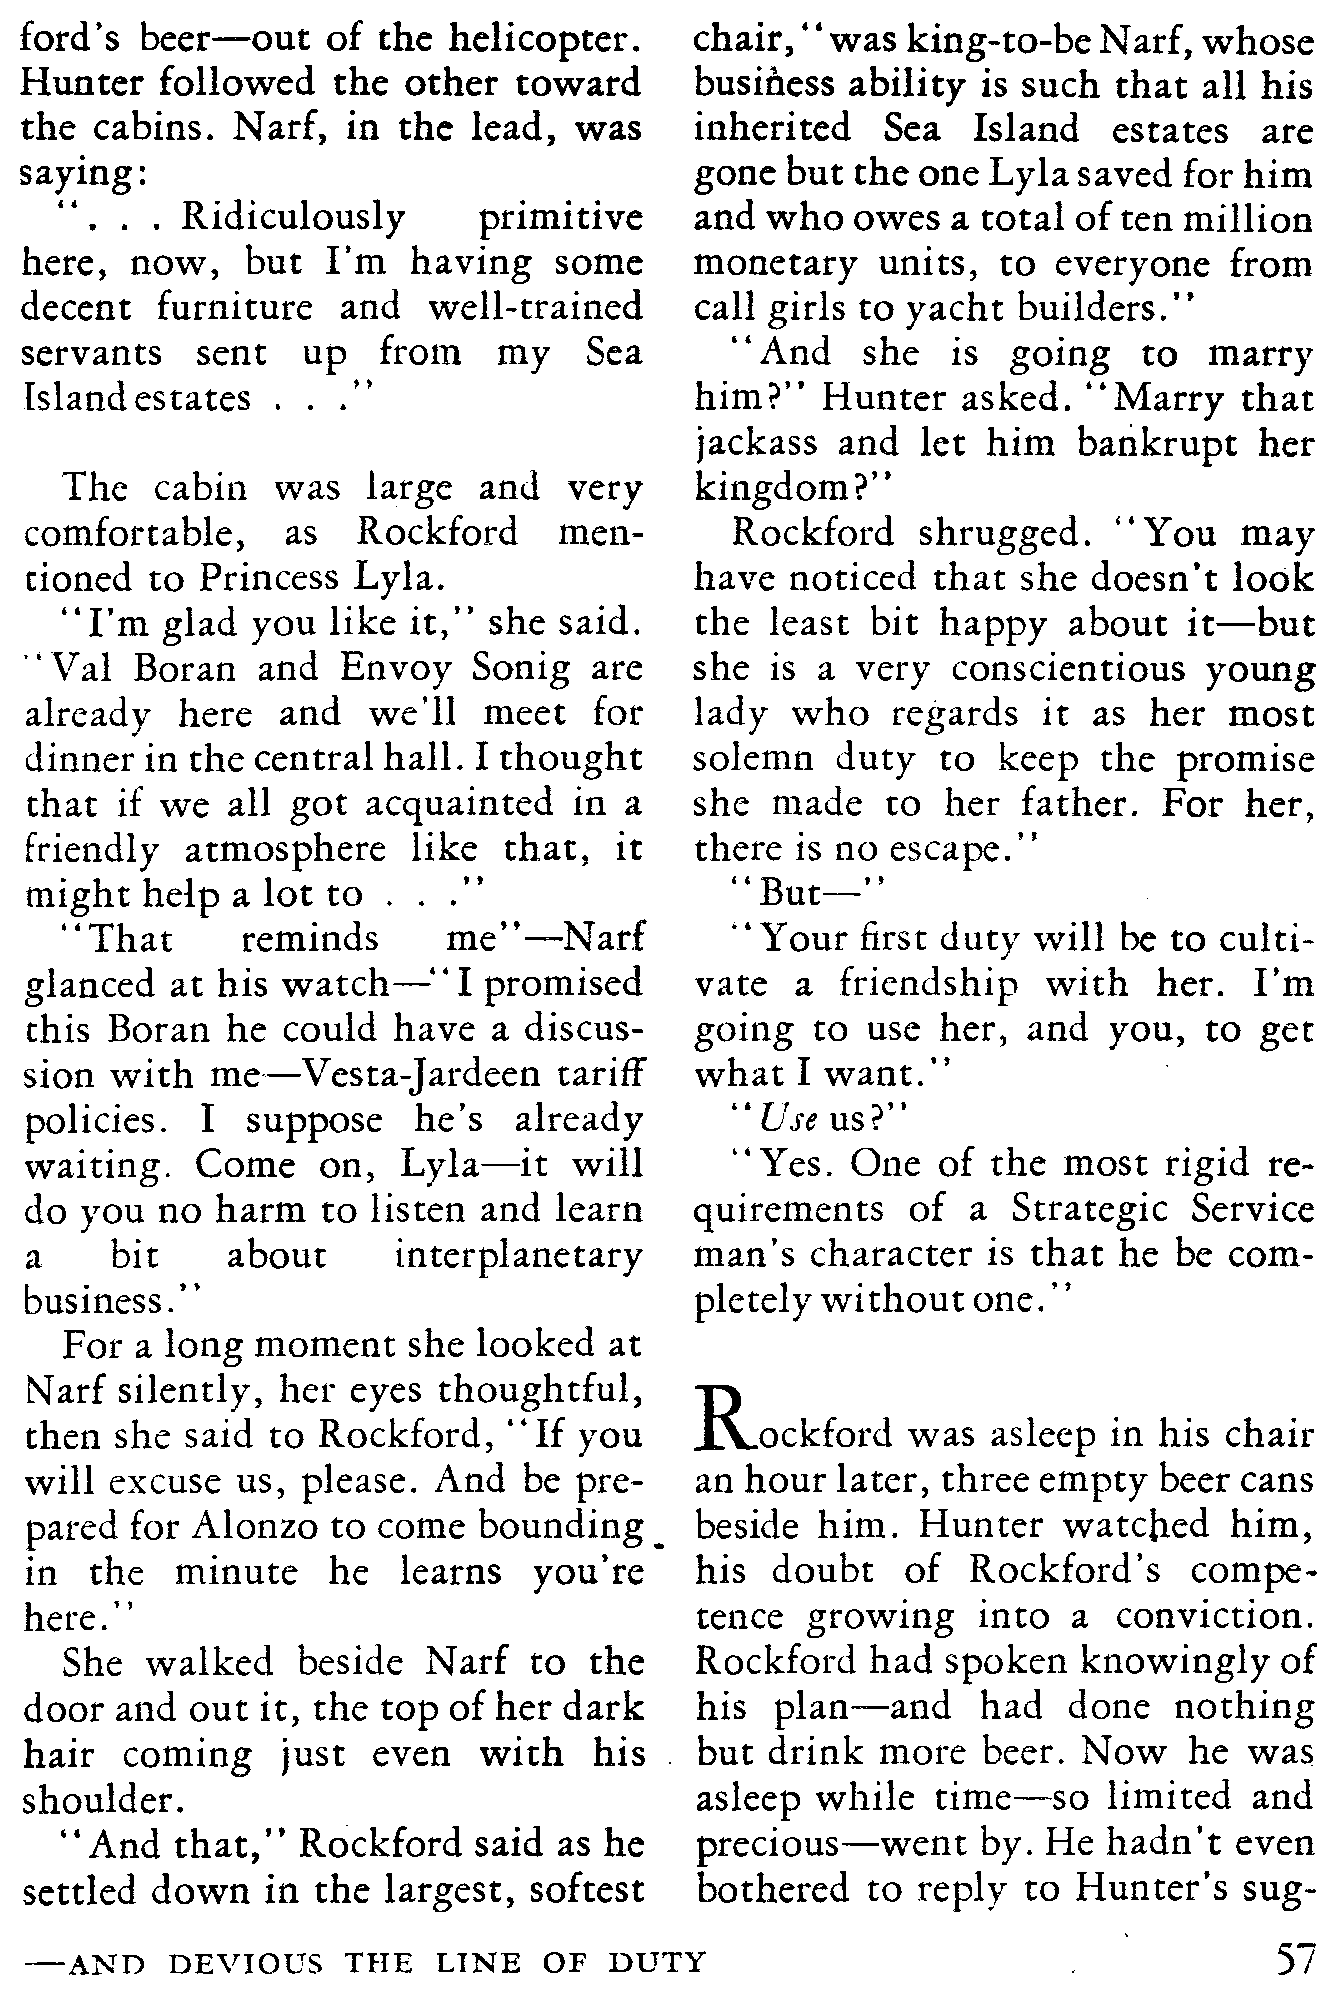 ford's beer—out of the helicopter.
Hunter followed the other toward
the cabins. Narf, in the lead, was
saying:
". . . Ridiculously primitive
here, now, but I'm having some
decent furniture and well-trained
servants sent up from my Sea
Island estates . . ."
The cabin was large and very
comfortable, as Rockford men-
tioned to Princess Lyla.
"I'm glad you like it," she said.
"Val Boran and Envoy Sonig are
already here and we'll meet for
dinner in the central hall. I thought
that if we all got acquainted in a
friendly atmosphere like that, it
might help a lot to . . ."
"That reminds me"—Narf
glanced at his watch—"I promised
this Boran he could have a discus-
sion with me—Vesta-Jardeen tariff
policies. I suppose he's already
waiting. Come on, Lyla—it will
do you no harm to listen and learn
a bit about interplanetary
business."
For a long moment she looked at
Narf silently, her eyes thoughtful,
then she said to Rockford, "If you
will excuse us, please. And be pre-
pared for Alonzo to come bounding
in the minute he learns you're
here."
She walked beside Narf to the
door and out it, the top of her dark
hair coming just even with his
shoulder.
"And that," Rockford said as he
settled down in the largest, softest
chair, "was king-to-be Narf, whose
business ability is such that all his
inherited Sea Island estates are
gone but the one Lyla saved for him
and who owes a total of ten million
monetary units, to everyone from
call girls to yacht builders."
"And she is going to marry
him?" Hunter asked. "Marry that
jackass and let him bankrupt her
kingdom?"
Rockford shrugged. "You may
have noticed that she doesn't look
the least bit happy about it—but
she is a very conscientious young
lady who regards it as her most
solemn duty to keep the promise
she made to her father. For her,
there is no escape."
"But—"
"Your first duty will be to culti-
vate a friendship with her. I'm
going to use her, and you, to get
what I want."
"Use us?"
"Yes. One of the most rigid re-
quirements of a Strategic Service
man's character is that he be com-
pletely without one."
Rockford was asleep in his chair
an hour later, three empty beer cans
beside him. Hunter watched him,
his doubt of Rockford's compe-
tence growing into a conviction.
Rockford had spoken knowingly of
his plan—and had done nothing
but drink more beer. Now he was
asleep while time—so limited and
precious—went by. He hadn't even
bothered to reply to Hunter's sug-
—AND DEVIOUS THE LINE OF DUTY
57